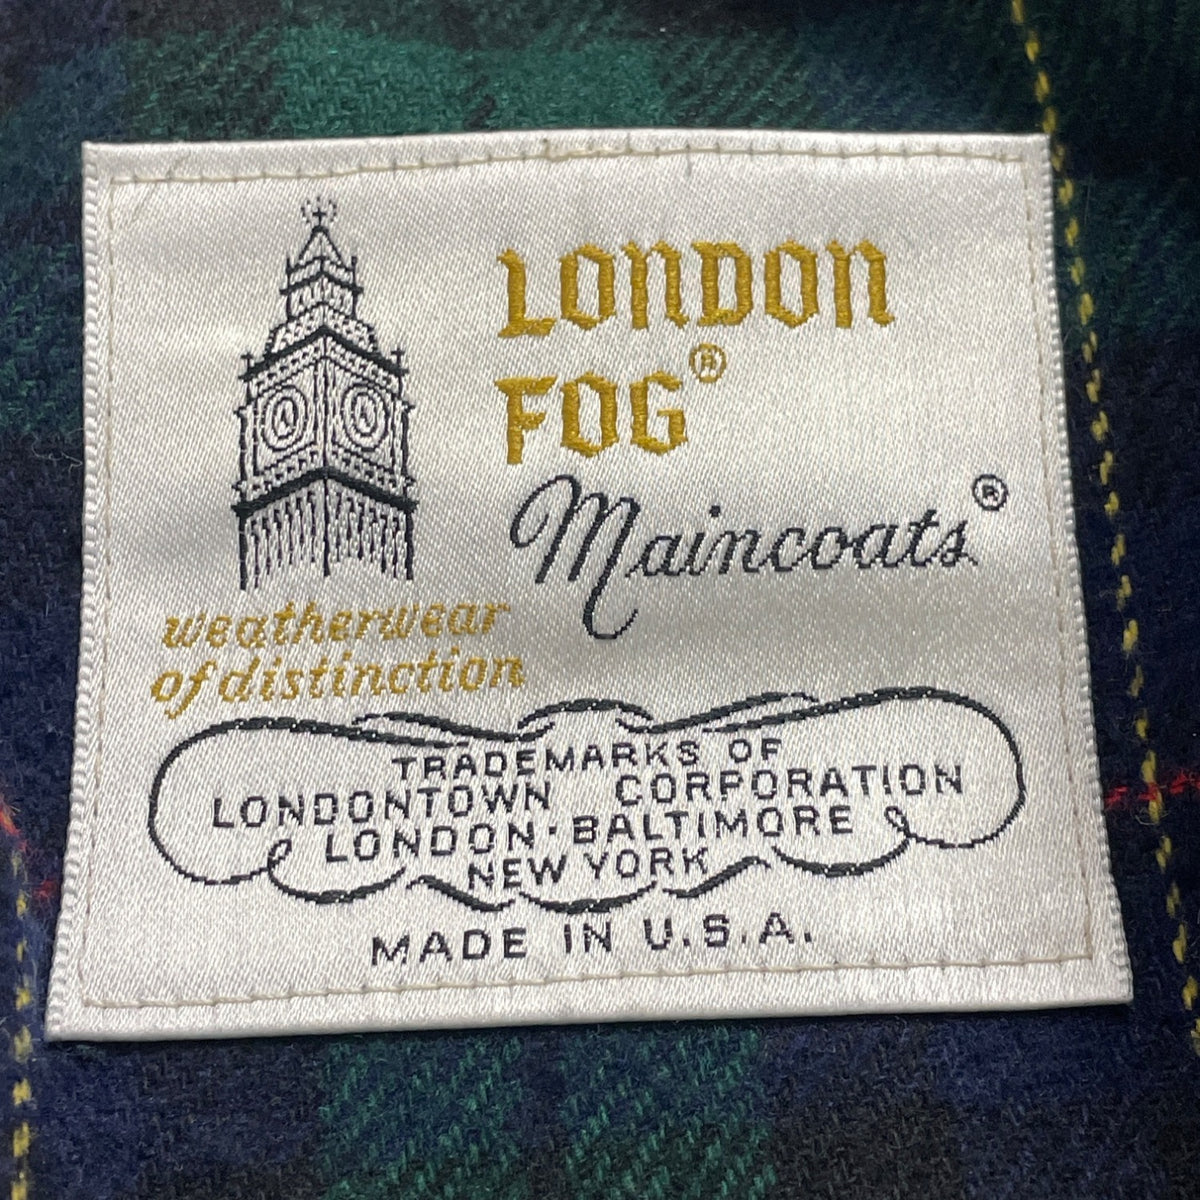 LONDON
FOG®
Maincoats®
weatherwear
of distinction
TRADEMARKS OF
LONDONTOWN CORPORATION
LONDON·BALTIMORE
NEW YORK
MADE IN U.S.A.